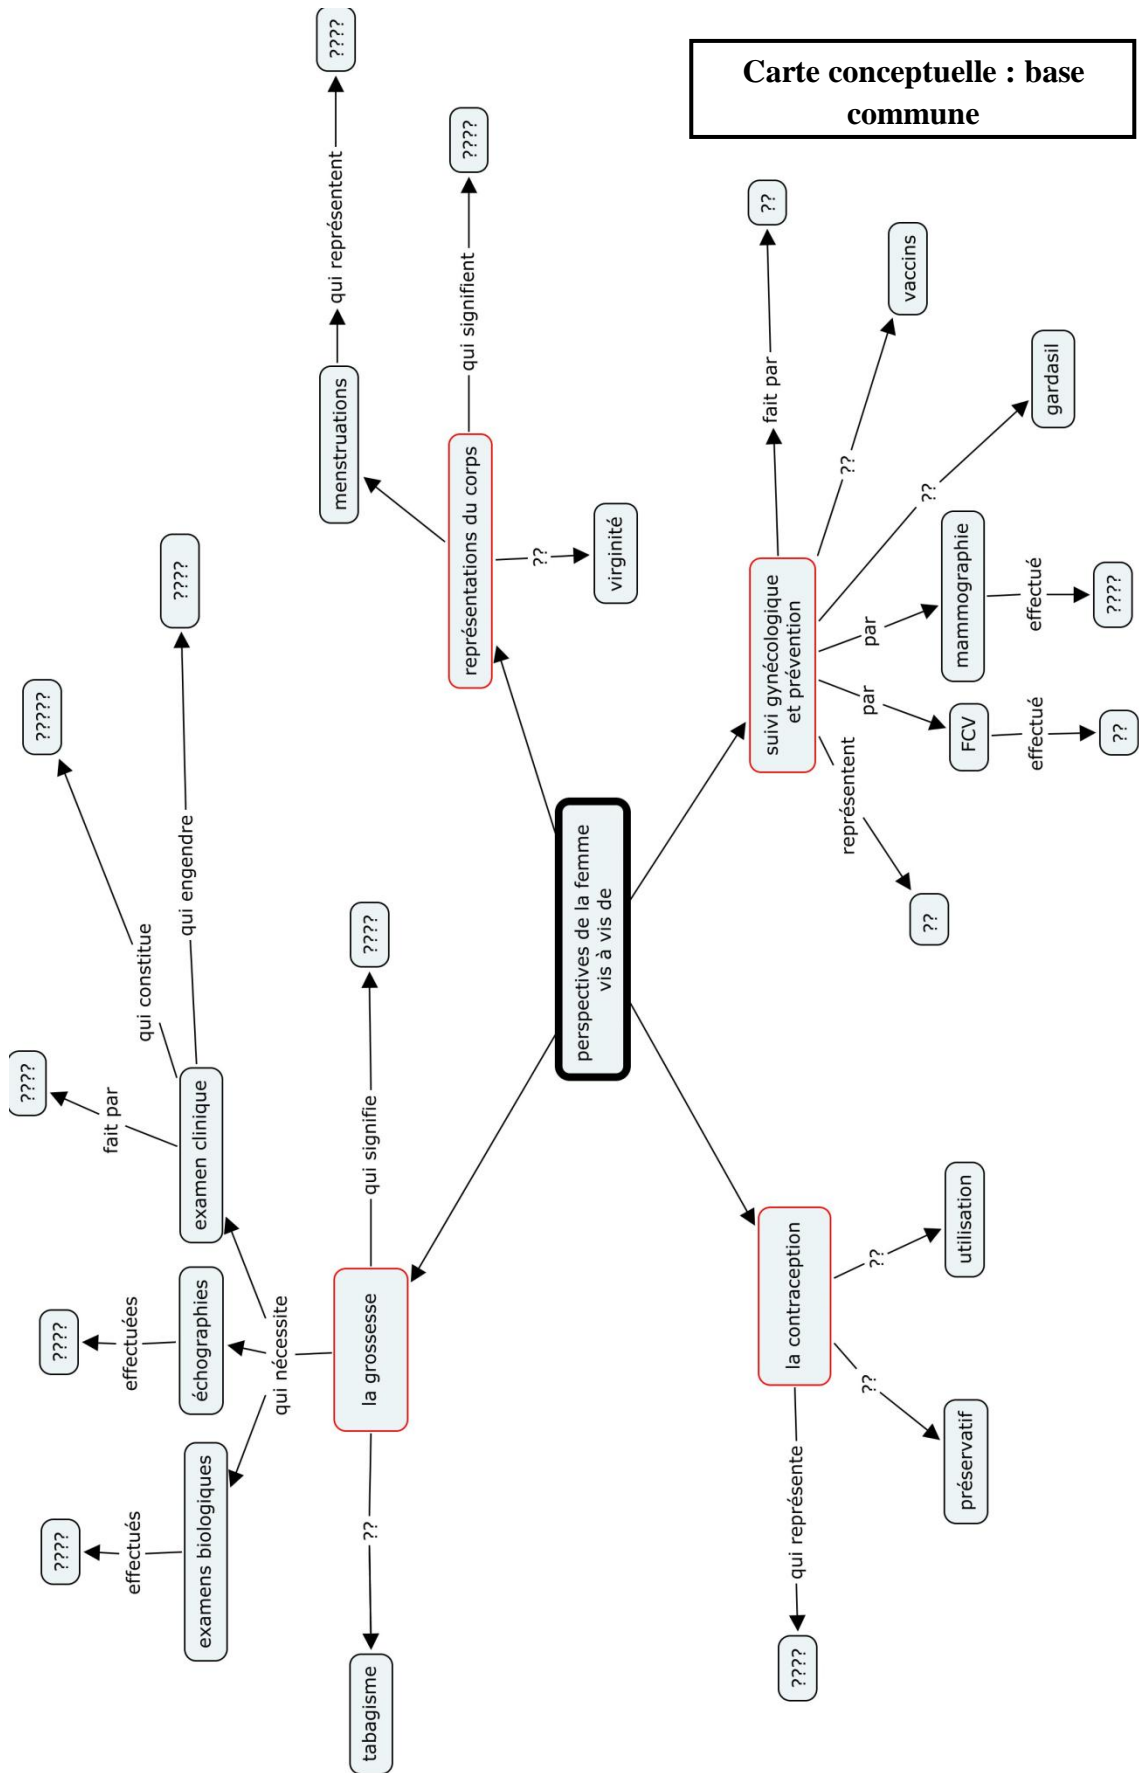 Carte conceptuelle : base
commune
????
qui représentent
menstruations
????
qui signifient
représentations du corps
??
virginité
??
fait par
vaccins
??
gardasil
??
suivi gynécologique
et prévention
par
mammographie
effectué
????
par
FCV
effectué
??
représentent
??
perspectives de la femme
vis à vis de
????
qui signifie
la grossesse
qui nécessite
examen clinique
qui engendre
????
qui constitue
?????
fait par
????
échographies
effectuées
????
examens biologiques
effectués
????
??
tabagisme
la contraception
??
utilisation
??
préservatif
qui représente
????